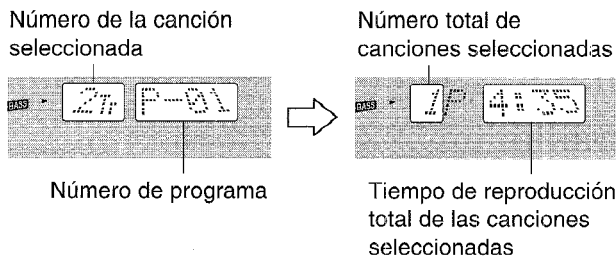 Número de la canción
seleccionada
BASS 2Tr P-01
Número de programa
Número total de
canciones seleccionadas
BASS 1P 4:35
Tiempo de reproducción
total de las canciones
seleccionadas